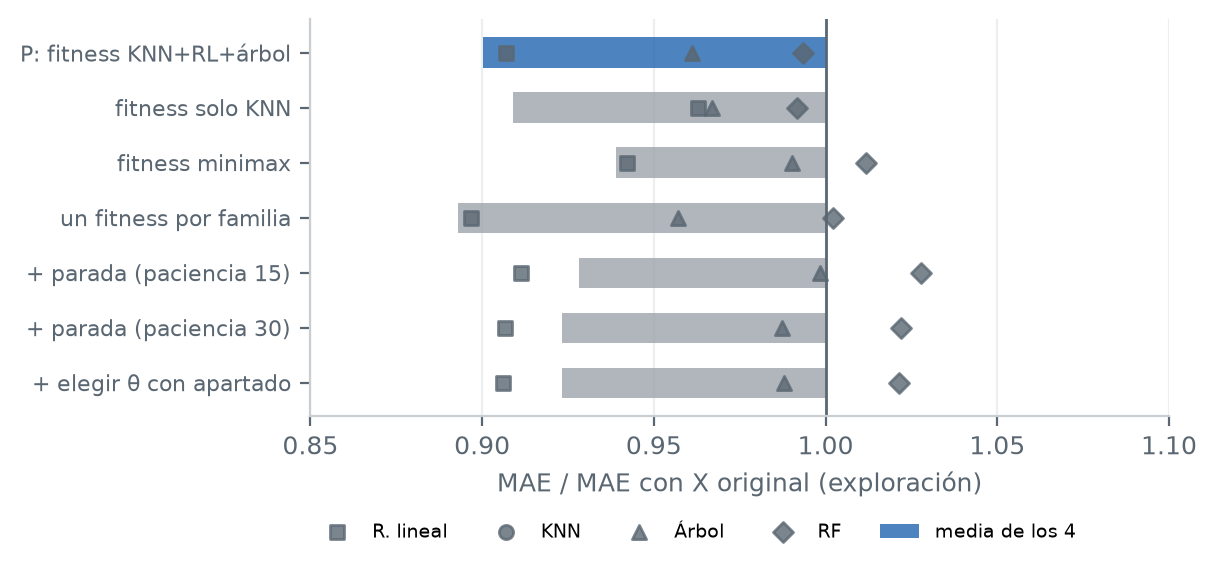 P: fitness KNN+RL+árbol
fitness solo KNN
fitness minimax
un fitness por familia
+ parada (paciencia 15)
+ parada (paciencia 30)
+ elegir θ con apartado
0.85 0.90 0.95 1.00 1.05 1.10
MAE / MAE con X original (exploración)
R. lineal KNN Árbol RF media de los 4